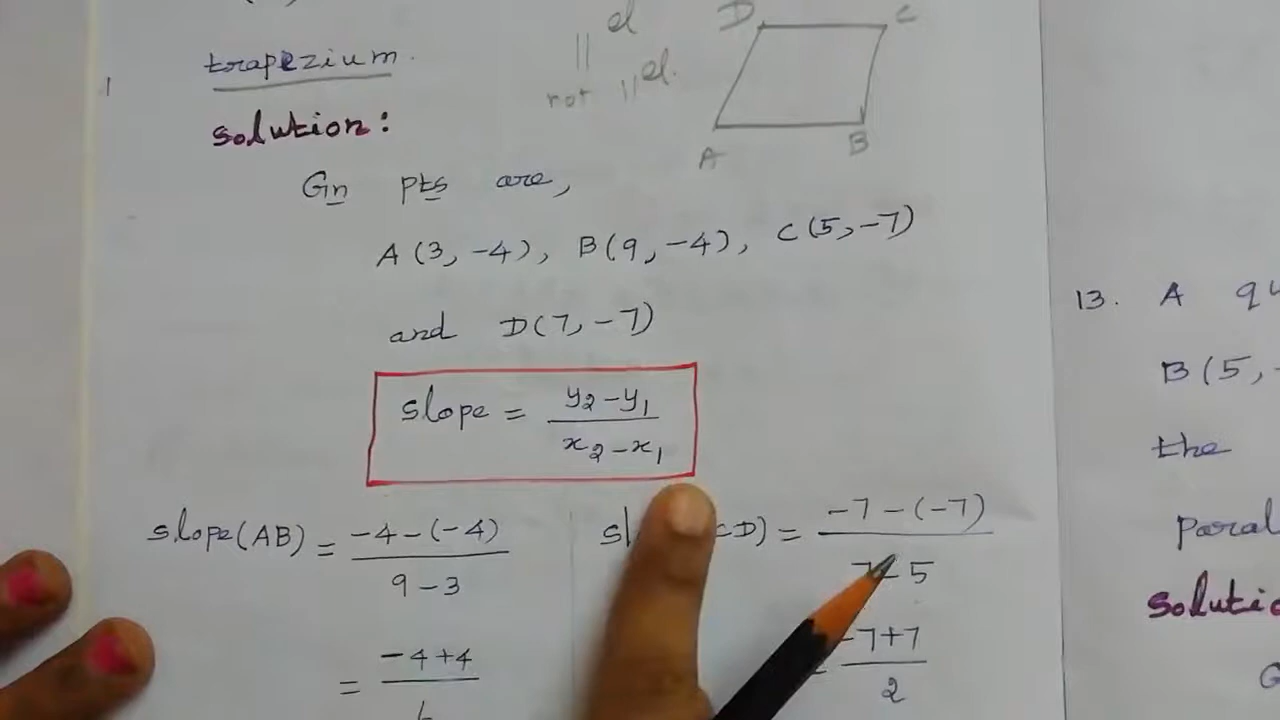 D C
el
trapezium.
||
not ||el.
Solution:
A B
Gn pts are,
A (3, -4), B(9, -4), C(5, -7)
and D(7, -7)
13. A
slope = y2-y1 / x2-x1
B(5,
the
slope(AB) = -4-(-4) / 9-3
CD) = -7-(-7) / 7-5
= -4+4
-7+7 / 2